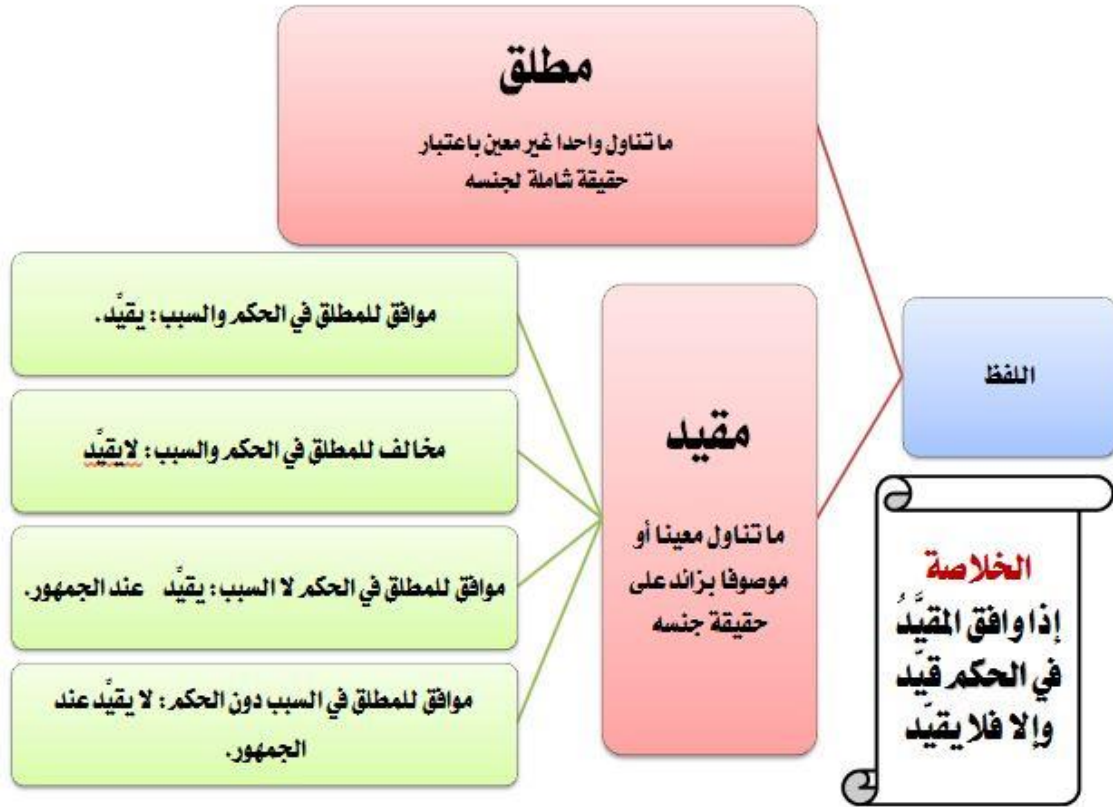 اللفظ
مطلق
ما تناول واحدا غير معين باعتبار
حقيقة شاملة لجنسه
مقيد
ما تناول معينا أو
موصوفا بزائد على
حقيقة جنسه
موافق للمطلق في الحكم والسبب: يقيَّد.
مخالف للمطلق في الحكم والسبب: لايقيَّد
موافق للمطلق في الحكم لا السبب: يقيَّد عند الجمهور.
موافق للمطلق في السبب دون الحكم: لا يقيَّد عند
الجمهور.
الخلاصة
إذا وافق المقيَّدُ
في الحكم قيّد
وإلا فلا يقيّد